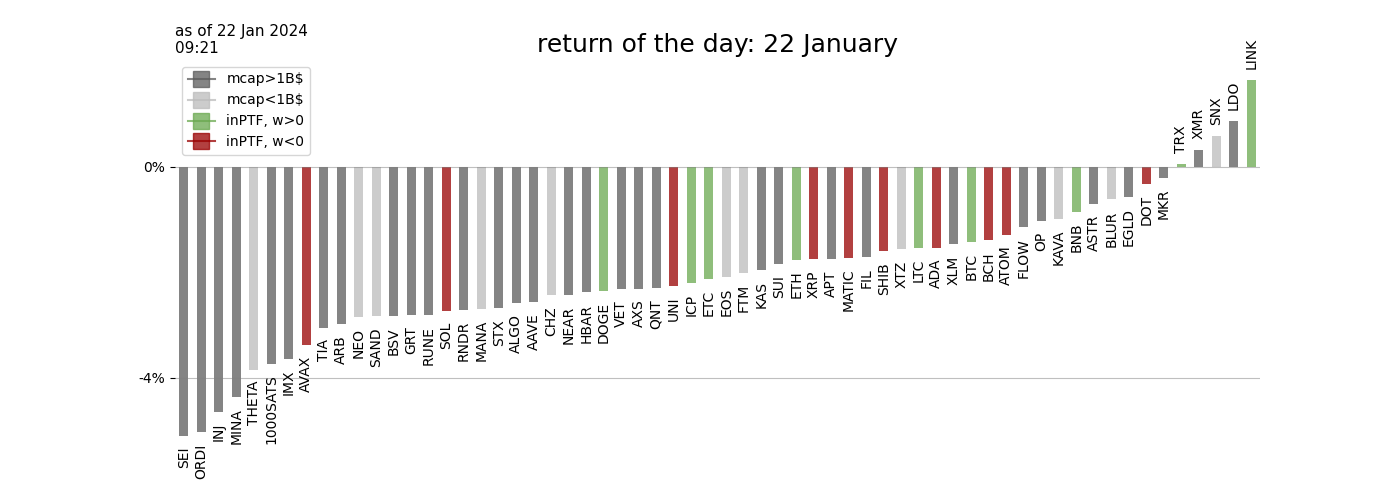 as of 22 Jan 2024
09:21
return of the day: 22 January
mcap>1B$
mcap<1B$
inPTF, w>0
inPTF, w<0
0%
-4%
SEI
ORDI
INJ
MINA
THETA
1000SATS
IMX
AVAX
TIA
ARB
NEO
SAND
BSV
GRT
RUNE
SOL
RNDR
MANA
STX
ALGO
AAVE
CHZ
NEAR
HBAR
DOGE
VET
AXS
QNT
UNI
ICP
ETC
EOS
FTM
KAS
SUI
ETH
XRP
APT
MATIC
FIL
SHIB
XTZ
LTC
ADA
XLM
BTC
BCH
ATOM
FLOW
OP
KAVA
BNB
ASTR
BLUR
EGLD
DOT
MKR
TRX
XMR
SNX
LDO
LINK